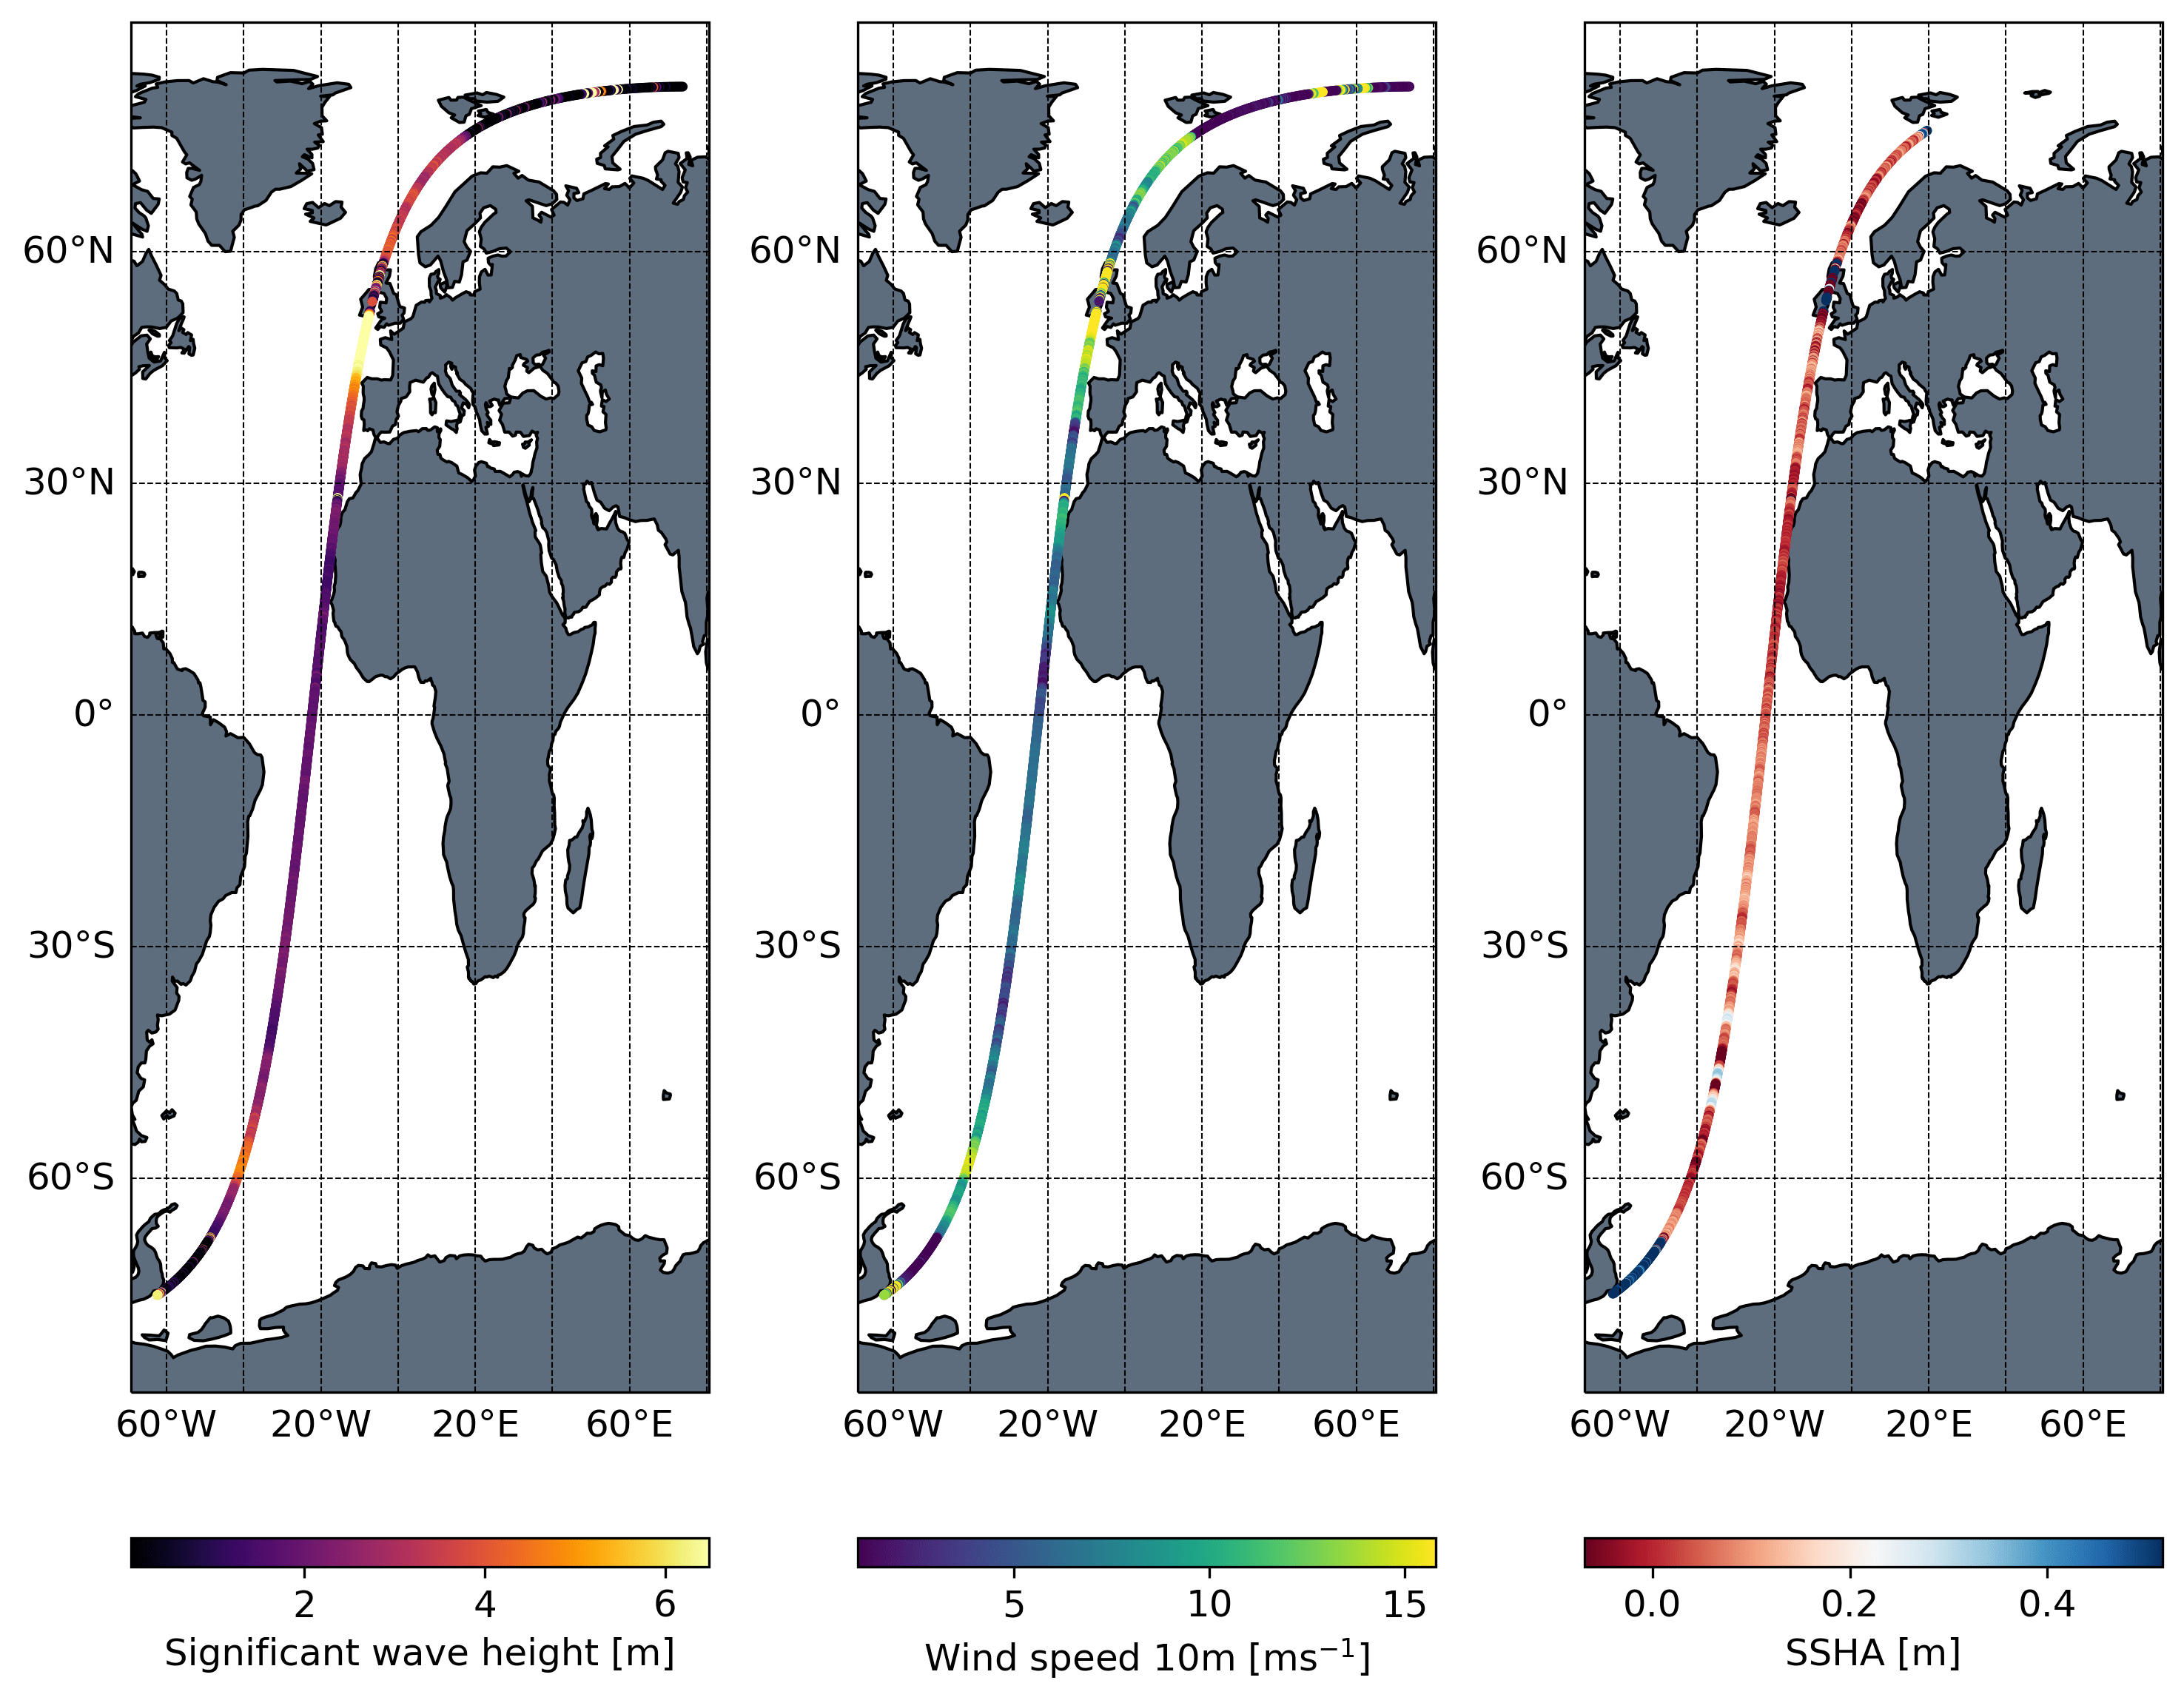 60°N 60°N 60°N
30°N 30°N 30°N
0° 0° 0°
30°S 30°S 30°S
60°S 60°S 60°S
60°W 20°W 20°E 60°E 60°W 20°W 20°E 60°E 60°W 20°W 20°E 60°E
2 4 6 5 10 15 0.0 0.2 0.4
Significant wave height [m] Wind speed 10m [ms⁻¹] SSHA [m]